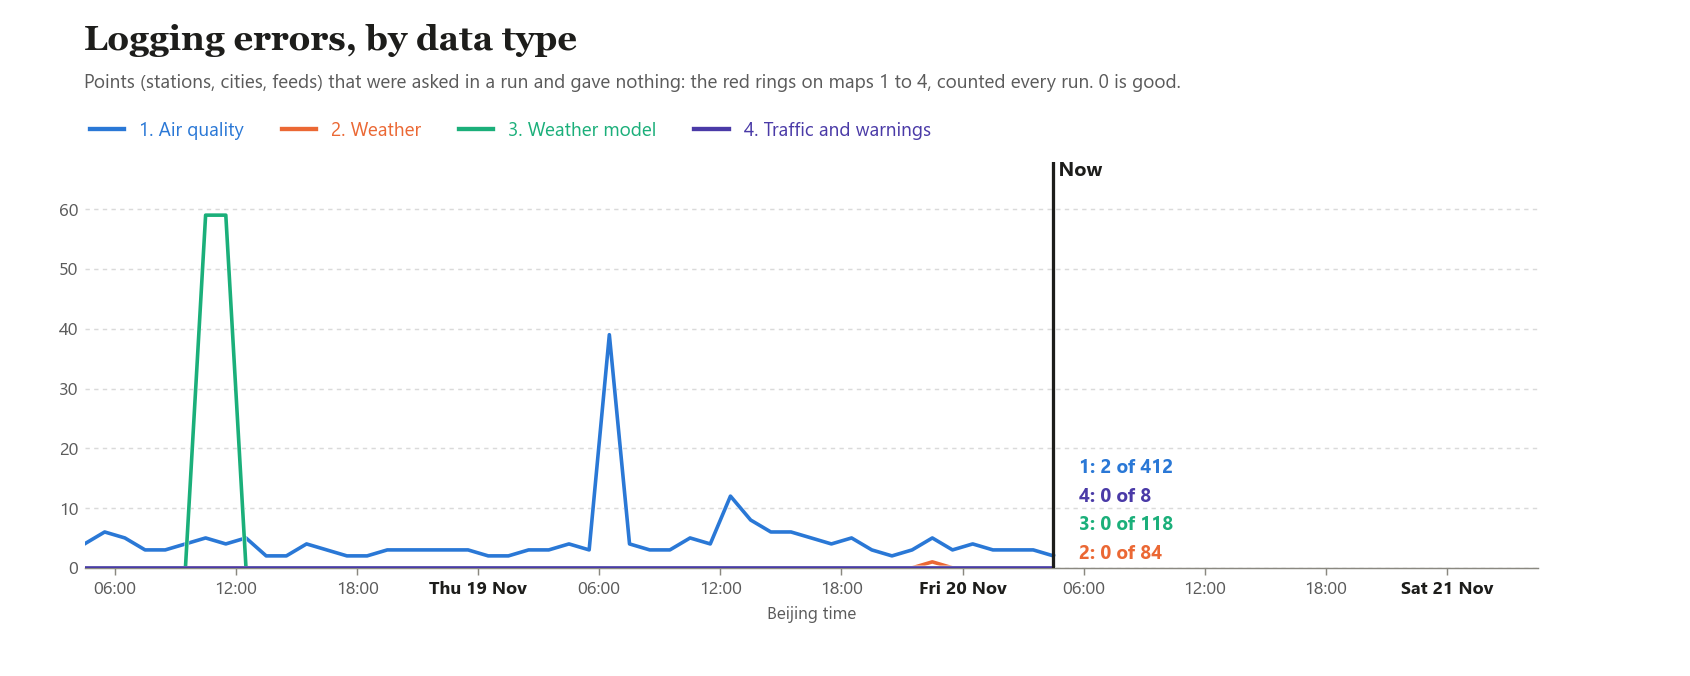 Logging errors, by data type
Points (stations, cities, feeds) that were asked in a run and gave nothing: the red rings on maps 1 to 4, counted every run. 0 is good.
1. Air quality 2. Weather 3. Weather model 4. Traffic and warnings
Now
60
50
40
30
20
10
0
1: 2 of 412
4: 0 of 8
3: 0 of 118
2: 0 of 84
06:00 12:00 18:00 Thu 19 Nov 06:00 12:00 18:00 Fri 20 Nov 06:00 12:00 18:00 Sat 21 Nov
Beijing time